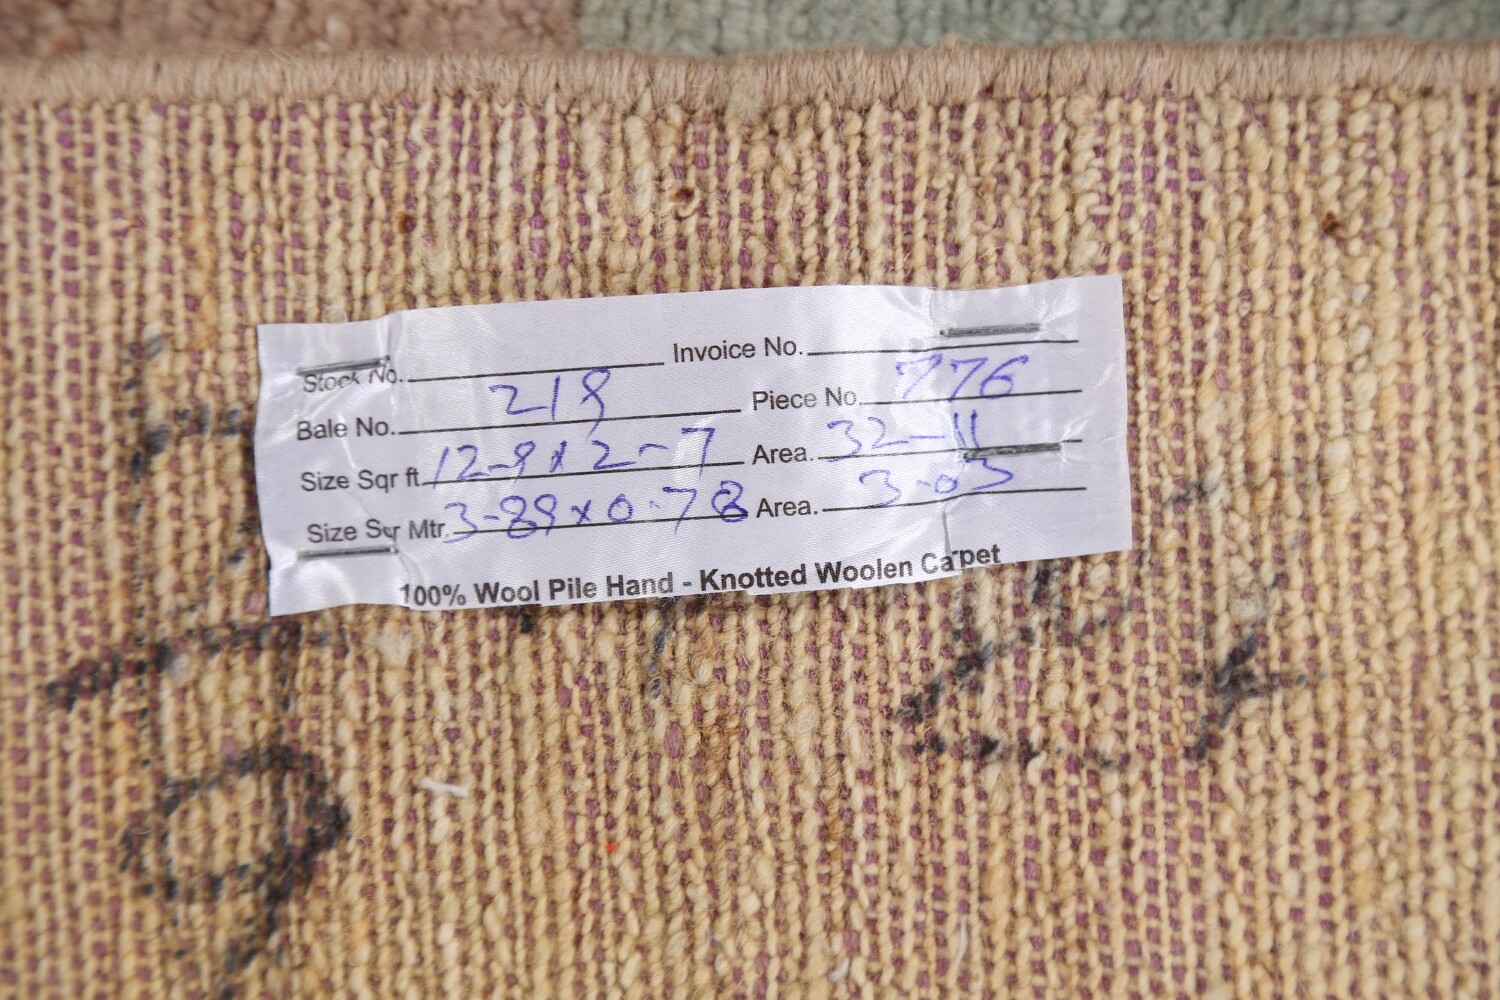 Stock No. Invoice No.
Bale No. 218 Piece No. 776
Size Sqr ft. 12-9 x 2-7 Area. 32-11
Size Sqr Mtr. 3-89 x 0-78 Area. 3-03
100% Wool Pile Hand - Knotted Woolen Carpet